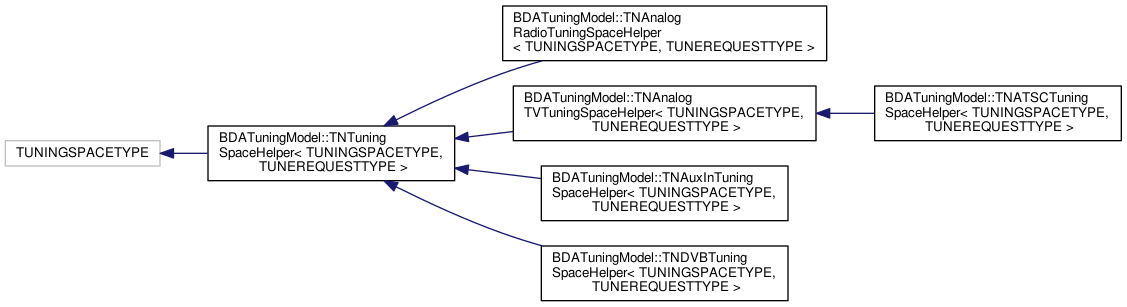 BDATuningModel::TNAnalog
RadioTuningSpaceHelper
< TUNINGSPACETYPE, TUNEREQUESTTYPE >
BDATuningModel::TNAnalog
TVTuningSpaceHelper< TUNINGSPACETYPE,
TUNEREQUESTTYPE >
BDATuningModel::TNATSCTuning
SpaceHelper< TUNINGSPACETYPE,
TUNEREQUESTTYPE >
TUNINGSPACETYPE
BDATuningModel::TNTuning
SpaceHelper< TUNINGSPACETYPE,
TUNEREQUESTTYPE >
BDATuningModel::TNAuxInTuning
SpaceHelper< TUNINGSPACETYPE,
TUNEREQUESTTYPE >
BDATuningModel::TNDVBTuning
SpaceHelper< TUNINGSPACETYPE,
TUNEREQUESTTYPE >